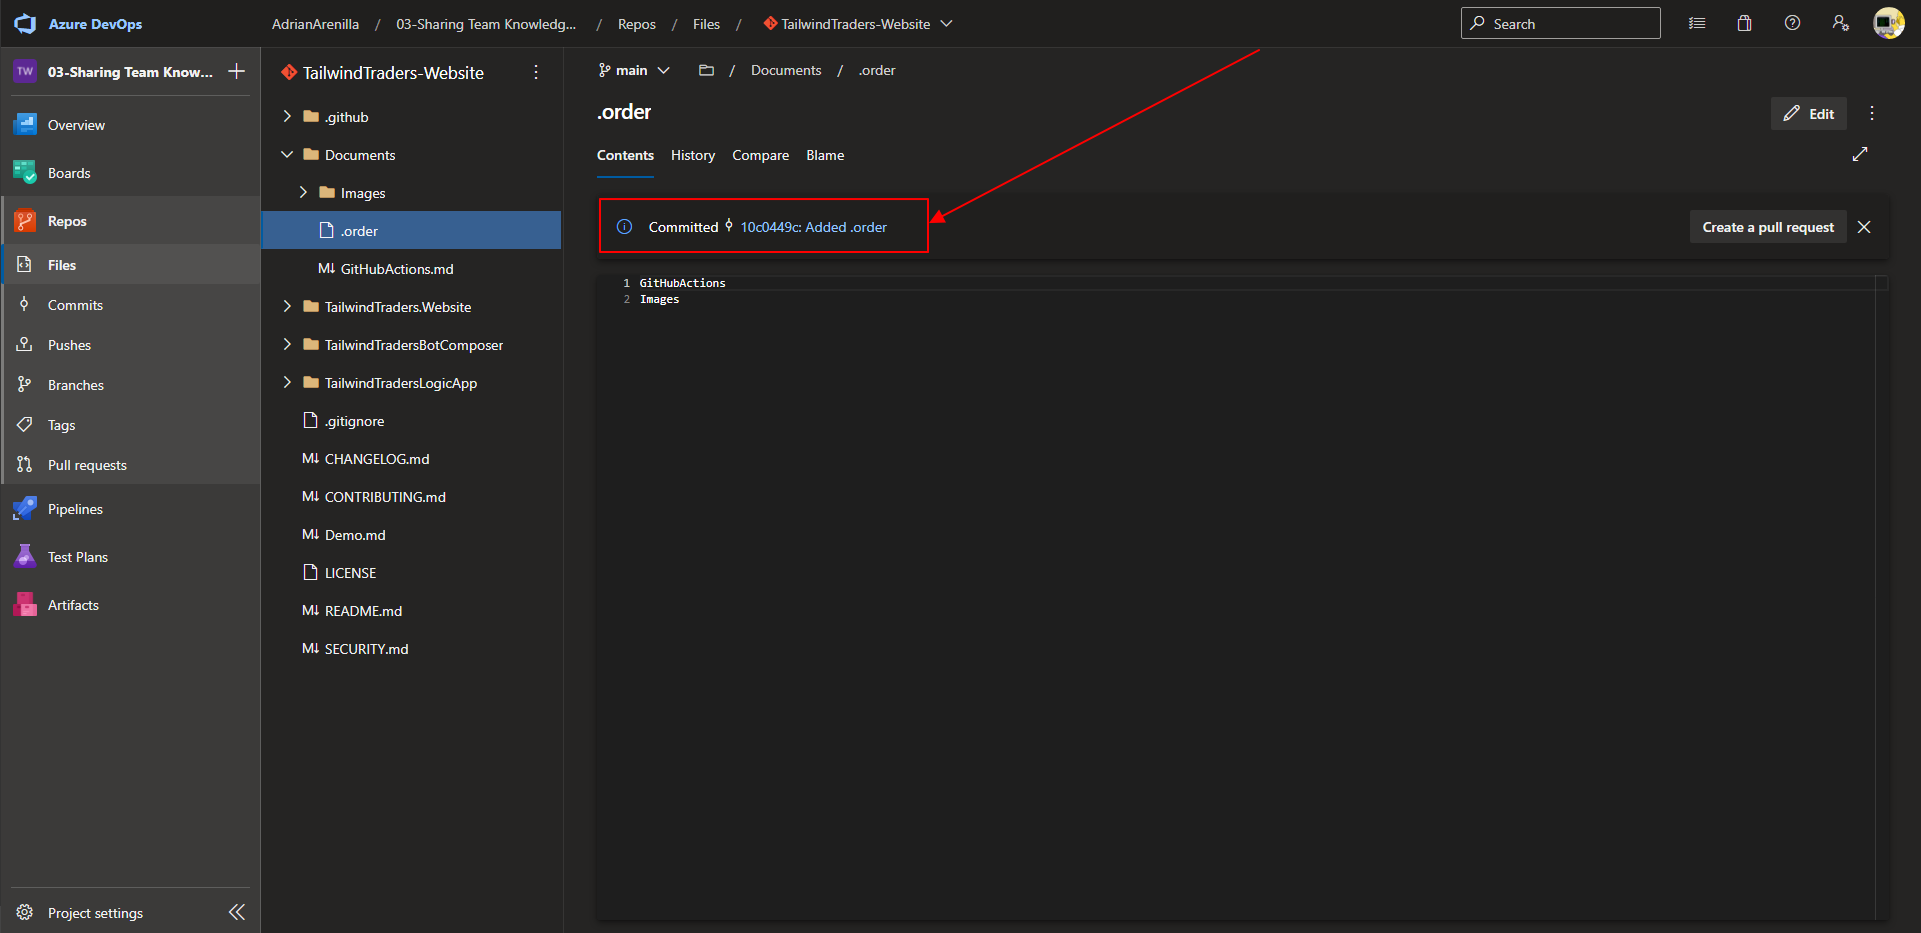 Azure DevOps
AdrianArenilla / 03-Sharing Team Knowledg... / Repos / Files / TailwindTraders-Website
Search
TW 03-Sharing Team Know...
Overview
Boards
Repos
Files
Commits
Pushes
Branches
Tags
Pull requests
Pipelines
Test Plans
Artifacts
Project settings
TailwindTraders-Website
.github
Documents
Images
.order
M↓ GitHubActions.md
TailwindTraders.Website
TailwindTradersBotComposer
TailwindTradersLogicApp
.gitignore
M↓ CHANGELOG.md
M↓ CONTRIBUTING.md
M↓ Demo.md
LICENSE
M↓ README.md
M↓ SECURITY.md
main / Documents / .order
.order
Edit
Contents History Compare Blame
Committed 10c0449c: Added .order
Create a pull request
1 GitHubActions
2 Images